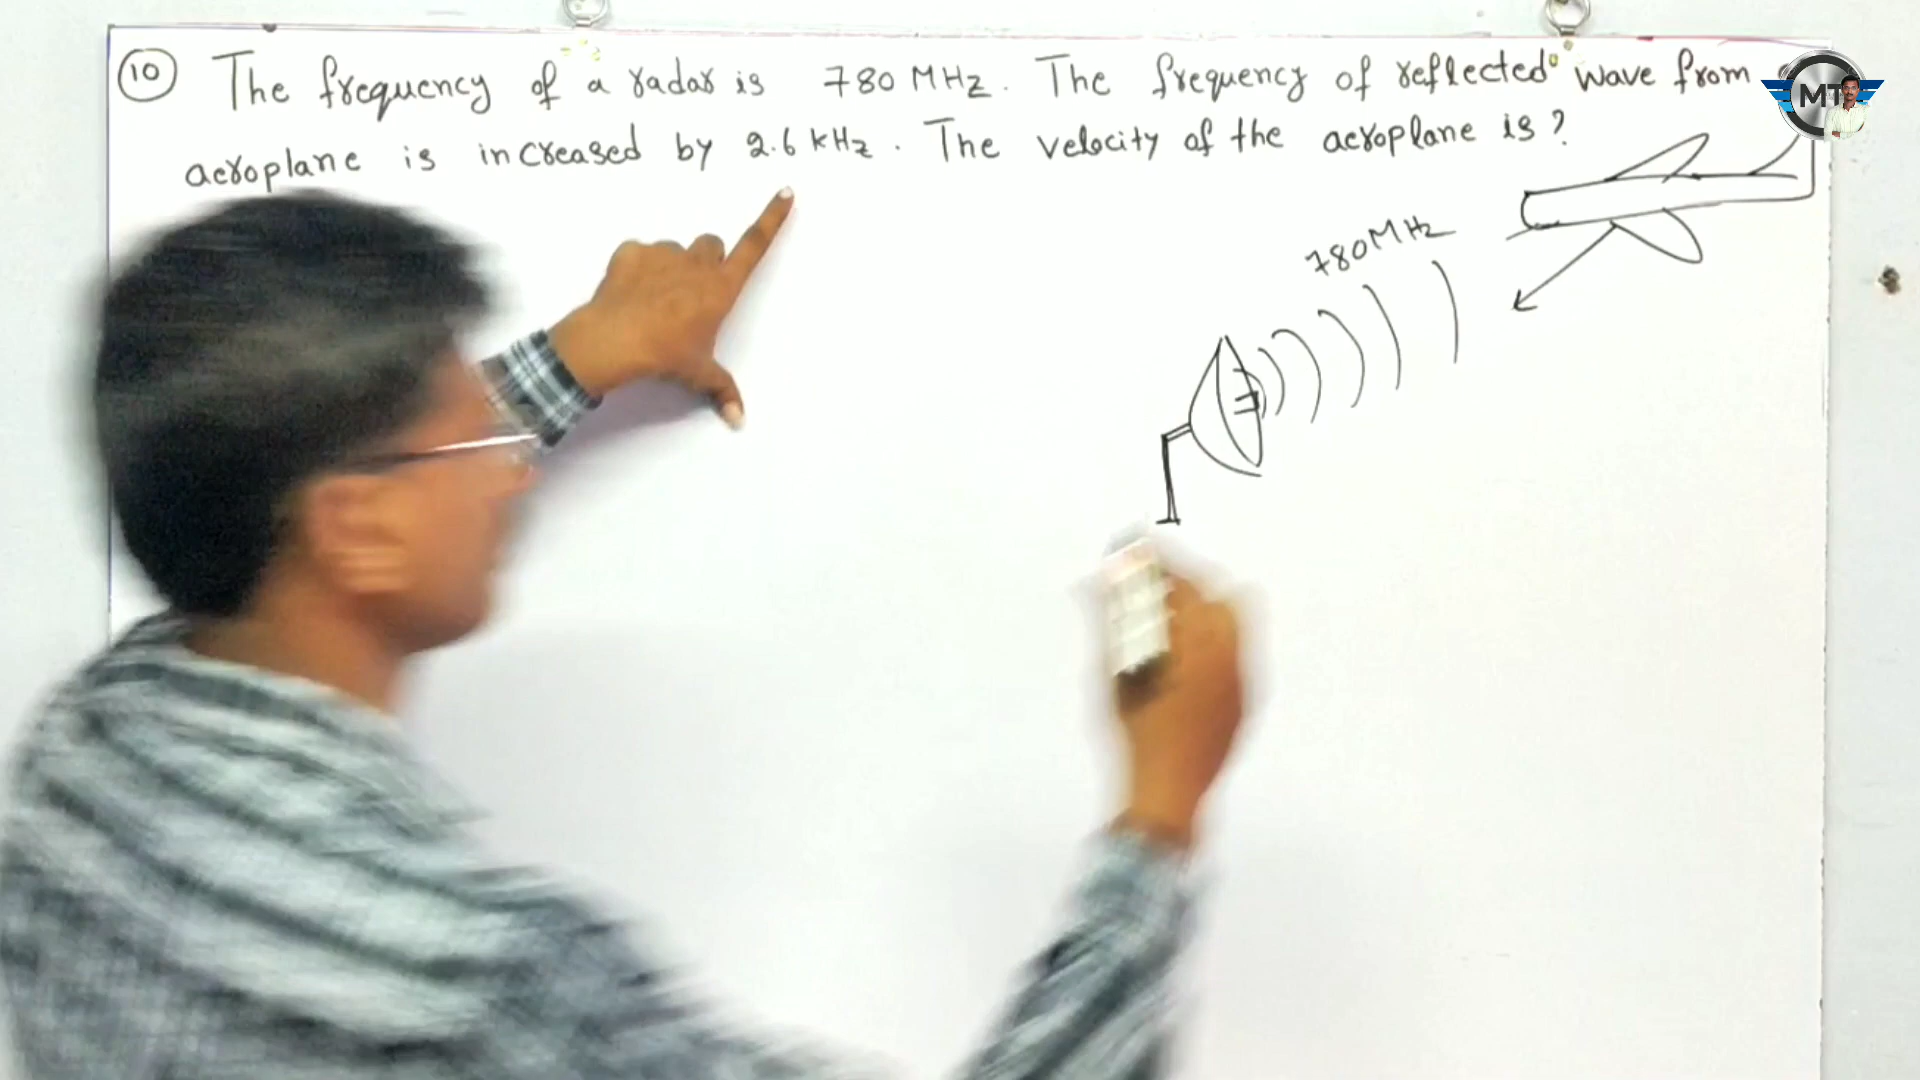 10 The frequency of a radar is 780 MHz. The frequency of reflected wave from
aeroplane is increased by 2.6 kHz. The velocity of the aeroplane is?
780 MHz
MT